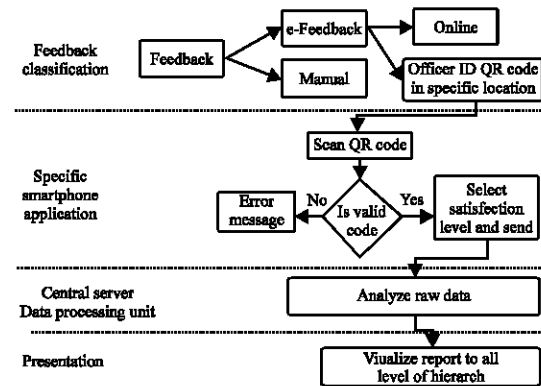 Feedback
classification
Feedback
e-Feedback
Manual
Online
Officer ID QR code
in specific location
Specific
smartphone
application
Scan QR code
Is valid
code
No
Yes
Error
message
Select
satisfection
level and send
Central server
Data processing unit
Analyze raw data
Presentation
Viualize report to all
level of hierarch